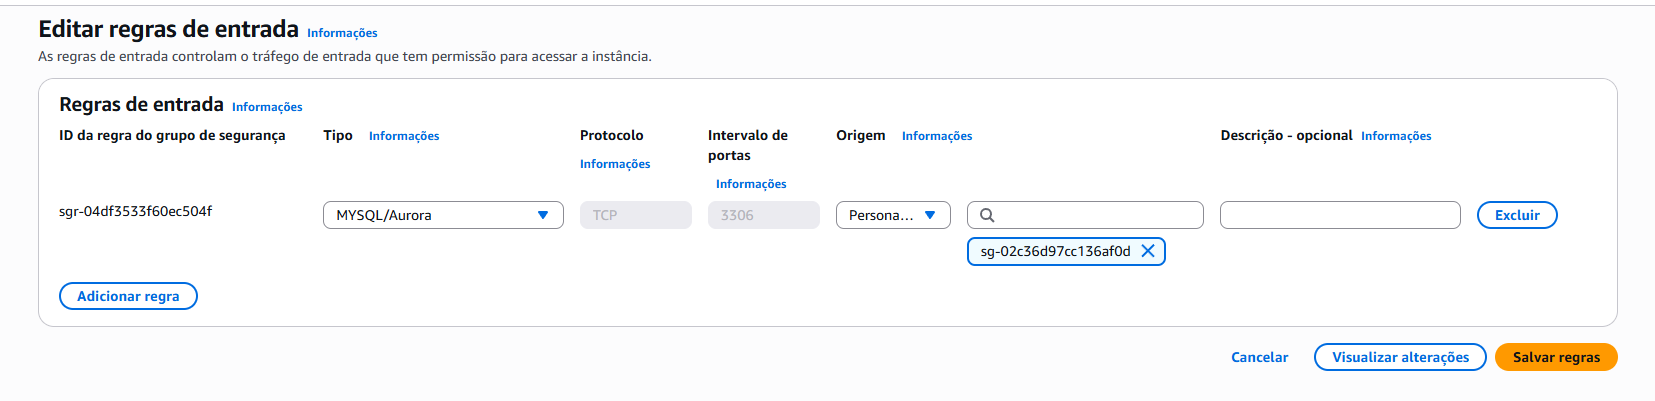 Editar regras de entrada Informações
As regras de entrada controlam o tráfego de entrada que tem permissão para acessar a instância.
Regras de entrada Informações
ID da regra do grupo de segurança Tipo Informações Protocolo Informações Intervalo de portas Informações Origem Informações Descrição - opcional Informações
sgr-04df3533f60ec504f MYSQL/Aurora TCP 3306 Persona... Excluir
sg-02c36d97cc136af0d
Adicionar regra
Cancelar Visualizar alterações Salvar regras